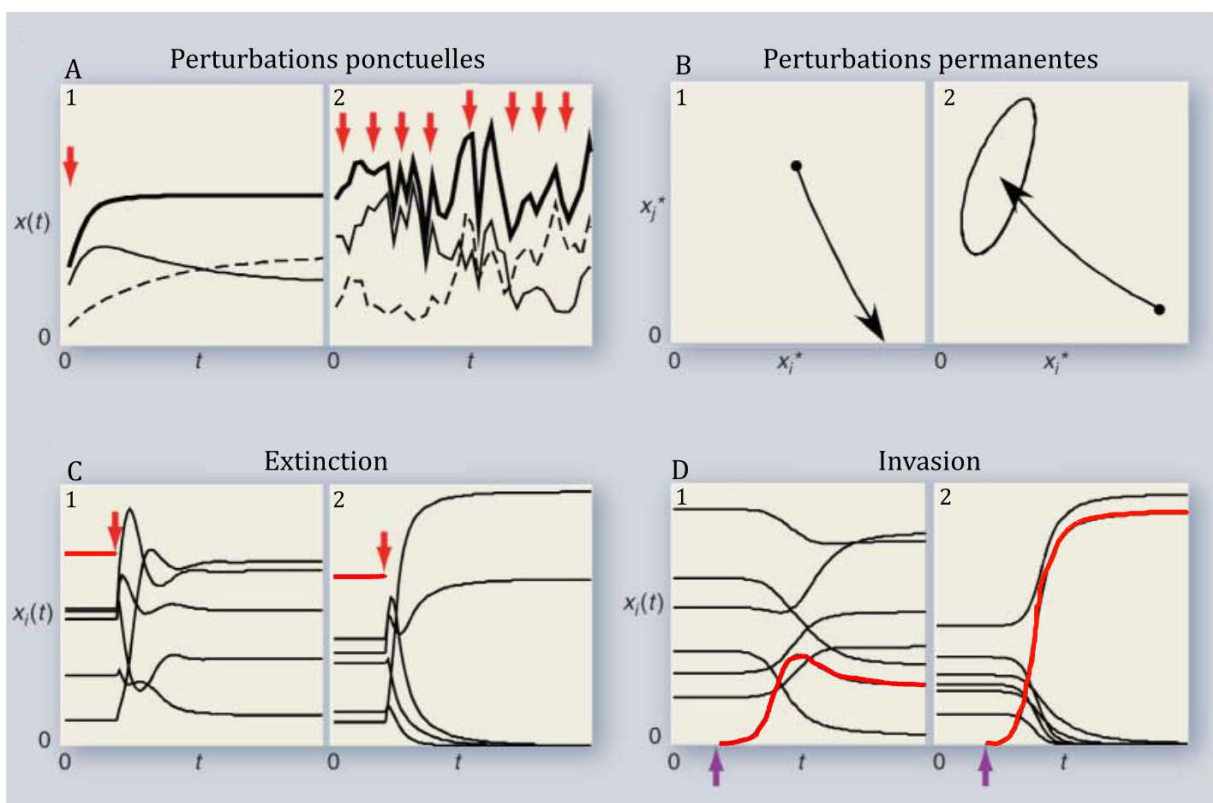 Perturbations ponctuelles
A
1
2
x(t)
0
0
t
0
t
Perturbations permanentes
B
1
2
xⱼ*
0
0
xᵢ*
0
xᵢ*
Extinction
C
1
2
xᵢ(t)
0
0
t
0
t
Invasion
D
1
2
xᵢ(t)
0
0
t
0
t